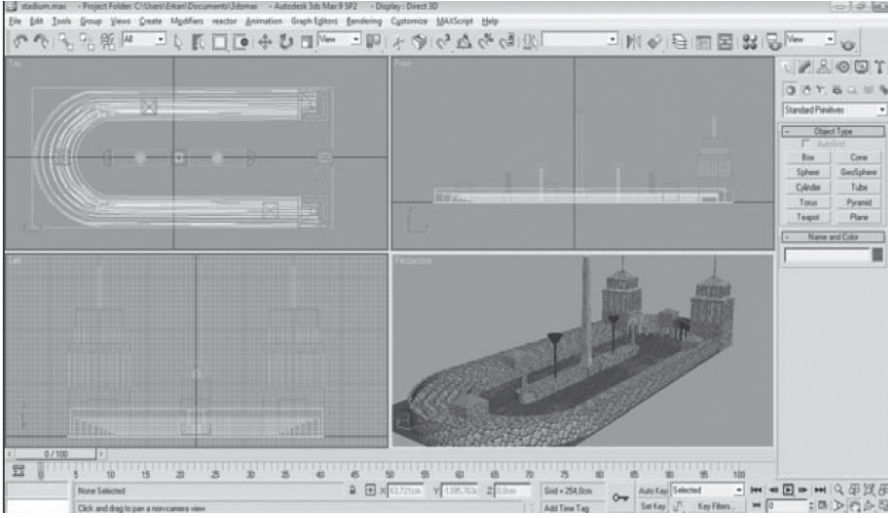 stadium.max - Project Folder: C:\Users\Erkan\Documents\3dsmax - Autodesk 3ds Max 9 SP2 - Display : Direct 3D
File Edit Tools Group Views Create Modifiers reactor Animation Graph Editors Rendering Customize MAXScript Help
All View View
Top Front
Left Perspective
Standard Primitives
- Object Type
AutoGrid
Box Cone
Sphere GeoSphere
Cylinder Tube
Torus Pyramid
Teapot Plane
- Name and Color
0 / 100
0 5 10 15 20 25 30 35 40 45 50 55 60 65 70 75 80 85 90 95 100
None Selected X Y Z Grid = 254,0cm Auto Key Selected
Click and drag to pan a non-camera view Add Time Tag Set Key Key Filters... 0